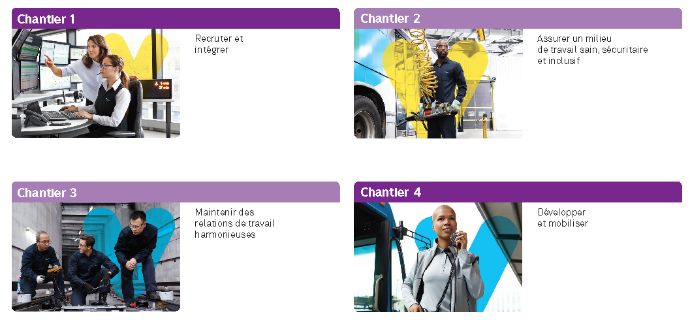 Chantier 1
Recruter et
intégrer
Chantier 2
Assurer un milieu
de travail sain, sécuritaire
et inclusif
Chantier 3
Maintenir des
relations de travail
harmonieuses
Chantier 4
Développer
et mobiliser